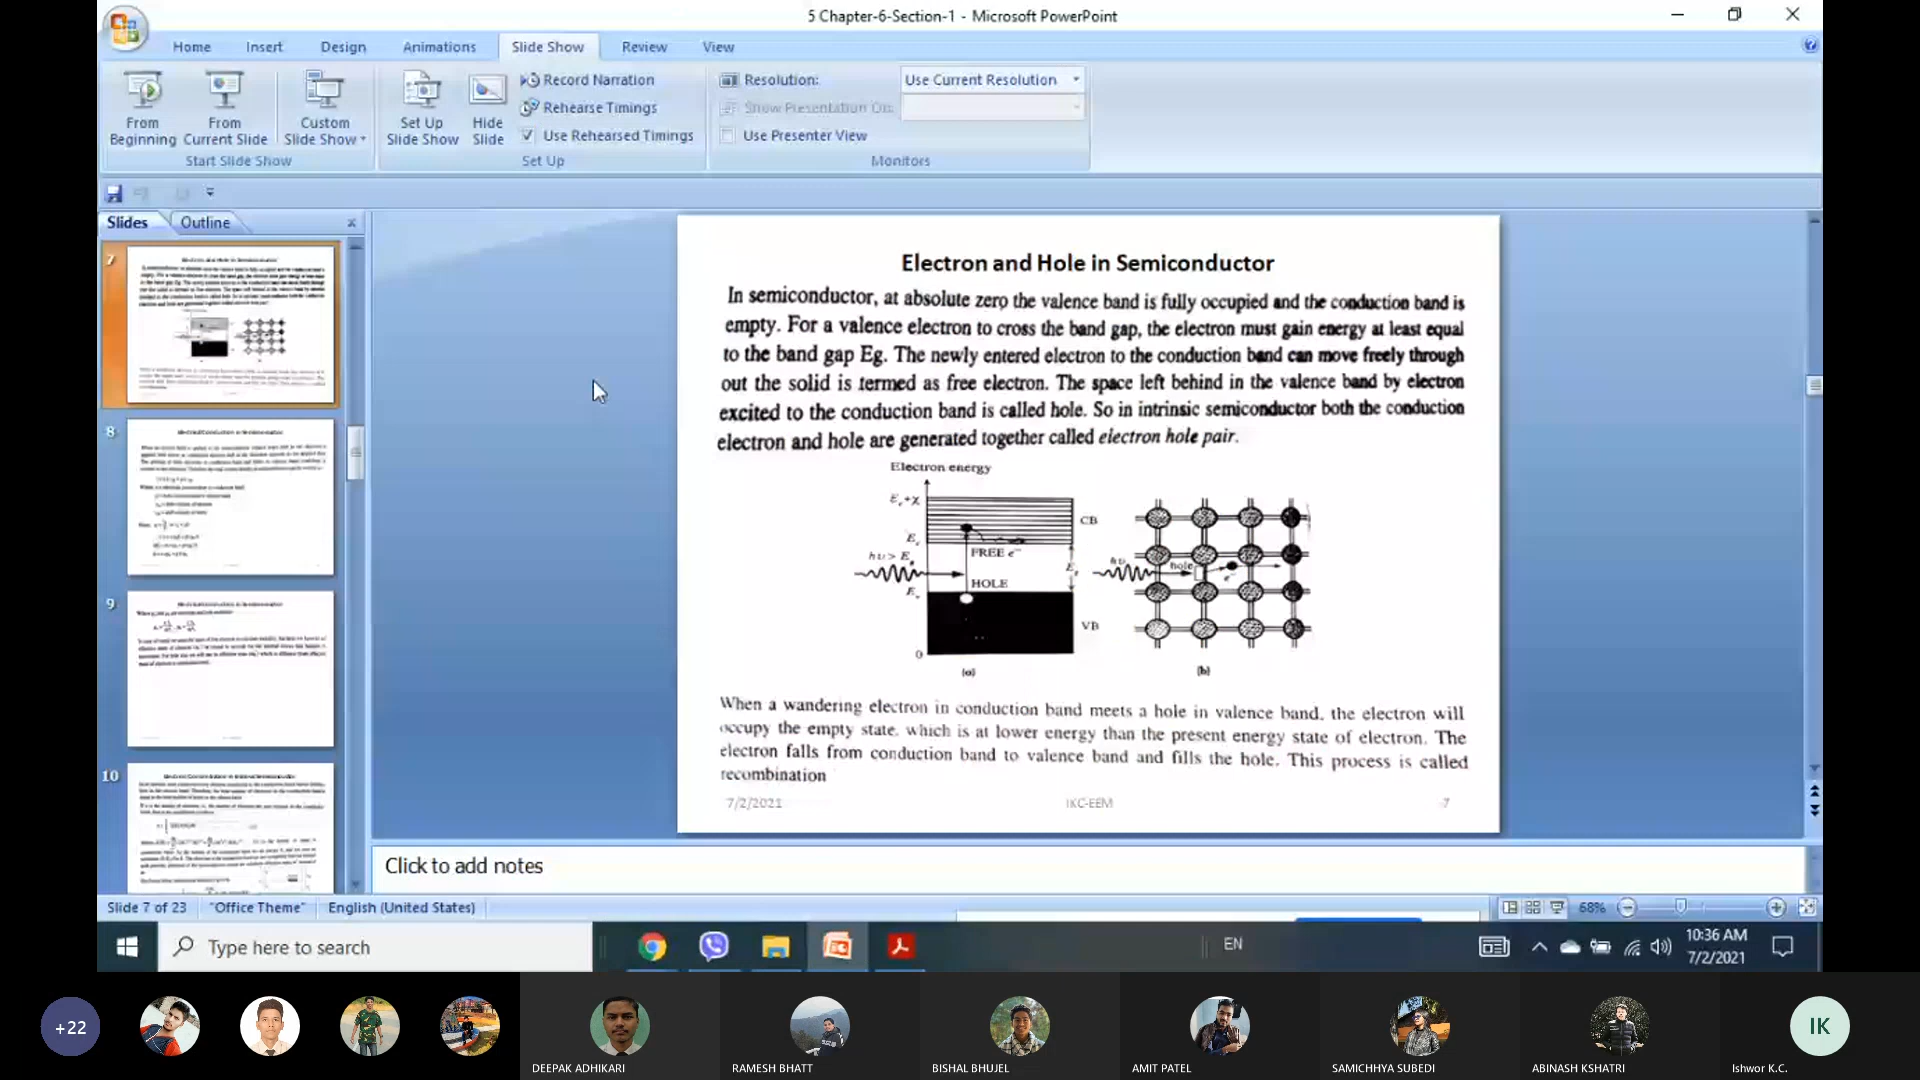 5 Chapter-6-Section-1 - Microsoft PowerPoint
Home Insert Design Animations Slide Show Review View
From Beginning
From Current Slide
Custom Slide Show
Set Up Slide Show
Hide Slide
Record Narration
Rehearse Timings
Use Rehearsed Timings
Resolution: Use Current Resolution
Show Presentation On:
Use Presenter View
Start Slide Show Set Up Monitors
Slides Outline
7
8
9
10
Electron and Hole in Semiconductor
In semiconductor, at absolute zero the valence band is fully occupied and the conduction band is
empty. For a valence electron to cross the band gap, the electron must gain energy at least equal
to the band gap Eg. The newly entered electron to the conduction band can move freely through
out the solid is termed as free electron. The space left behind in the valence band by electron
excited to the conduction band is called hole. So in intrinsic semiconductor both the conduction
electron and hole are generated together called electron hole pair.
Electron energy
CB
FREE e⁻
HOLE
VB
0
(a)
hυ
hole
e⁻
(b)
When a wandering electron in conduction band meets a hole in valence band, the electron will
occupy the empty state, which is at lower energy than the present energy state of electron. The
electron falls from conduction band to valence band and fills the hole. This process is called
recombination
7/2/2021 IKC-EEM 7
Click to add notes
Slide 7 of 23 "Office Theme" English (United States) 68%
Type here to search
EN
10:36 AM
7/2/2021
+22
DEEPAK ADHIKARI
RAMESH BHATT
BISHAL BHUJEL
AMIT PATEL
SAMICHHYA SUBEDI
ABINASH KSHATRI
IK
Ishwor K.C.